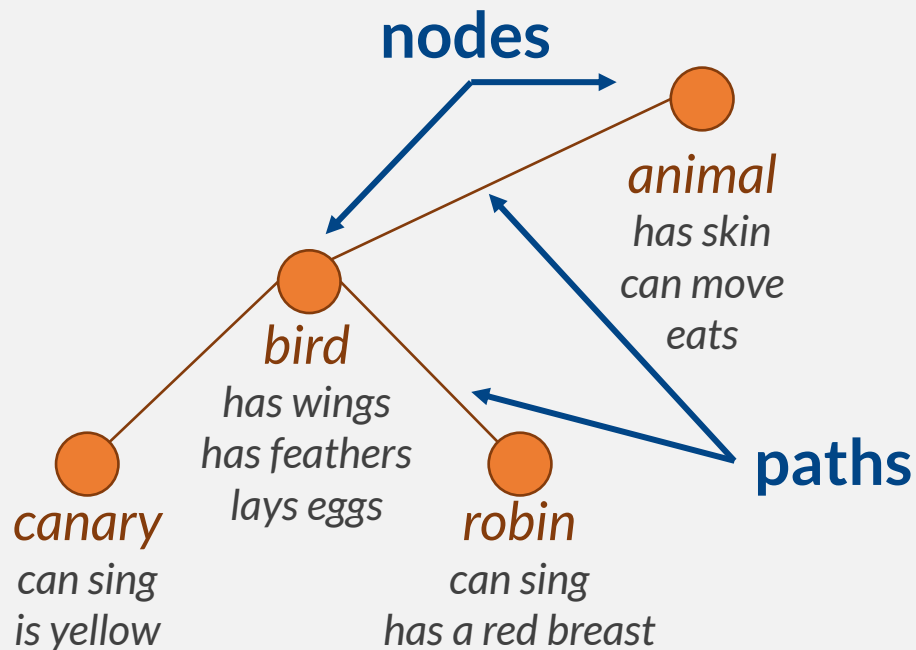 nodes
animal
has skin
can move
eats
bird
has wings
has feathers
lays eggs
paths
canary
can sing
is yellow
robin
can sing
has a red breast